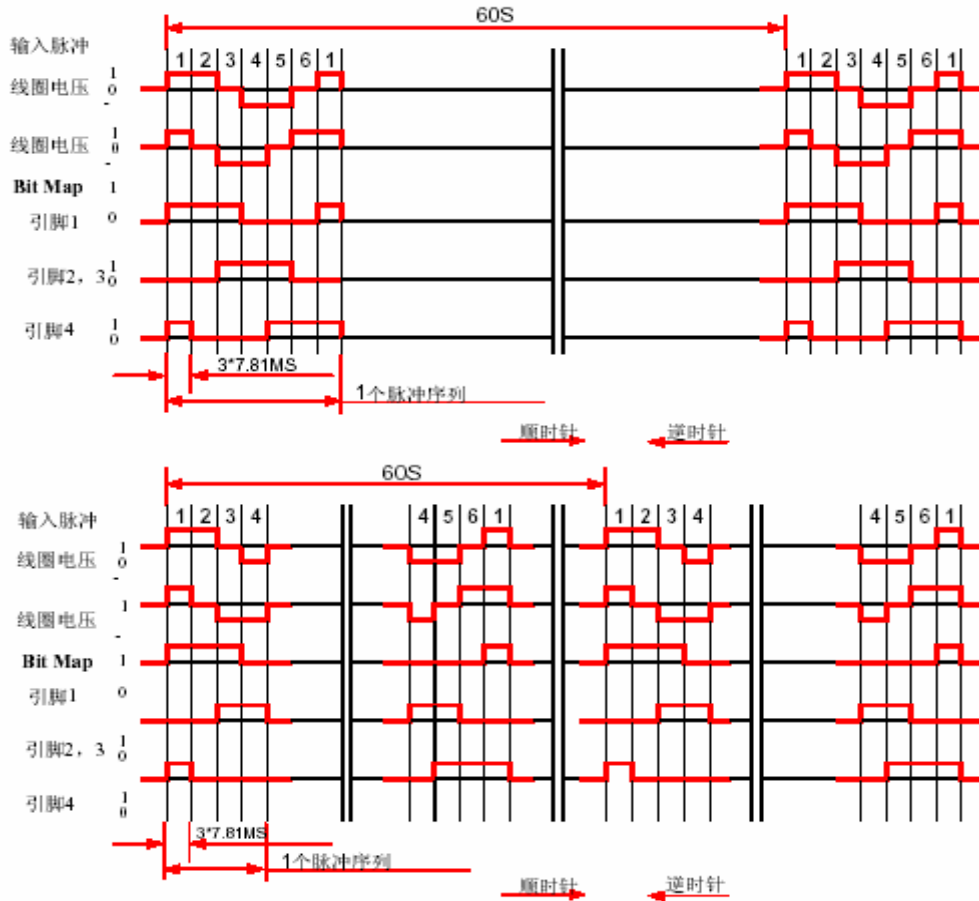 60S
输入脉冲
1 2 3 4 5 6 1 1 2 3 4 5 6 1
线圈电压 1 0 -
线圈电压 1 0 -
Bit Map 1
引脚1 0
引脚2，3 1 0
引脚4 1 0
3*7.81MS
1个脉冲序列
顺时针 逆时针
60S
输入脉冲
1 2 3 4 4 5 6 1 1 2 3 4 4 5 6 1
线圈电压 1 0 -
线圈电压 1 -
Bit Map 1
引脚1 0
引脚2，3 1 0
引脚4 1 0
3*7.81MS
1个脉冲序列
顺时针 逆时针